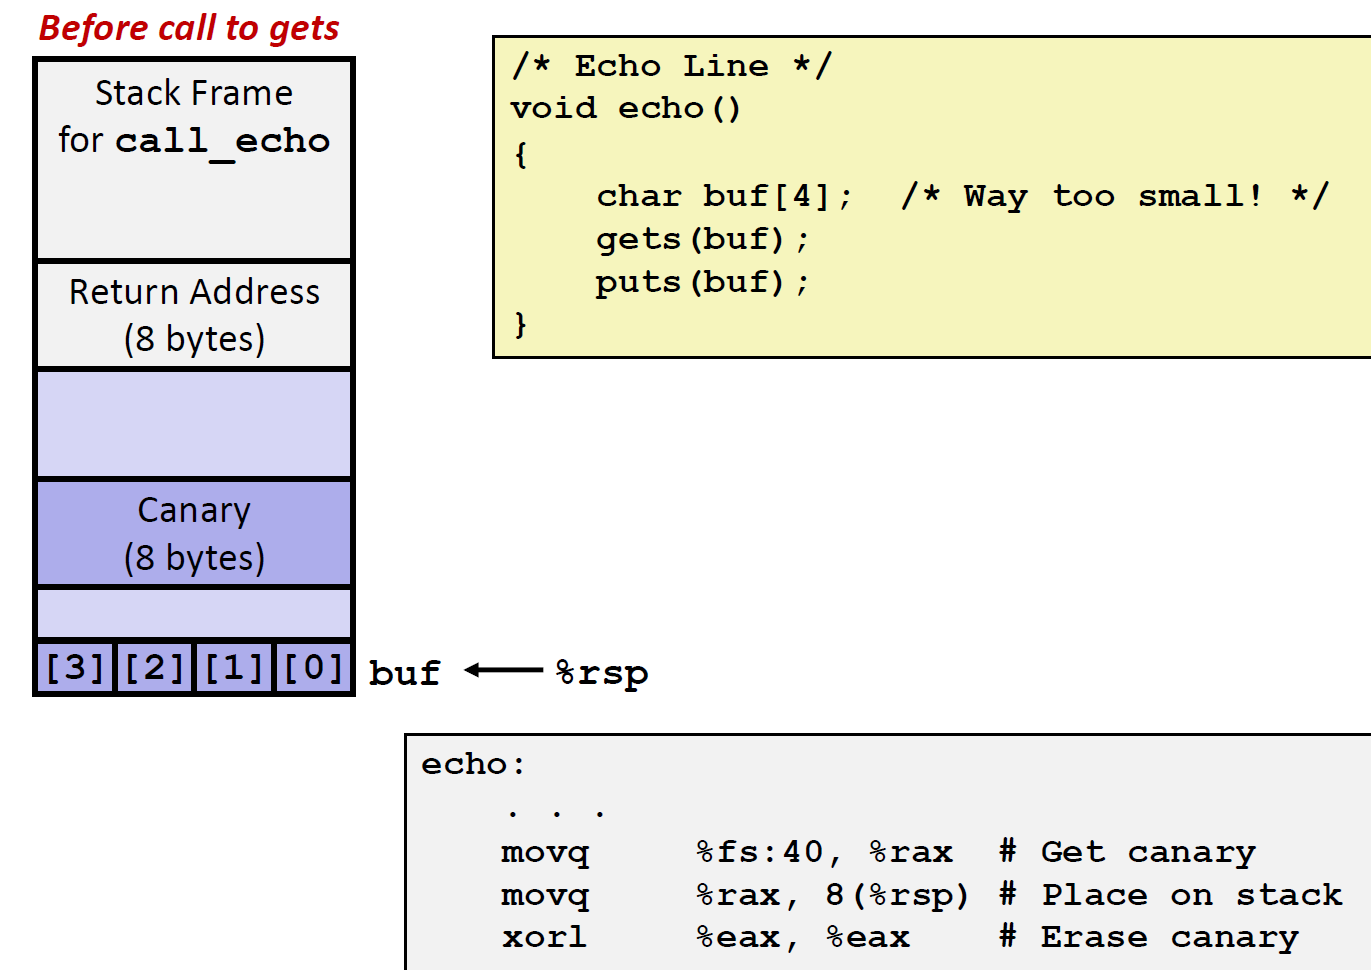 Before call to gets
Stack Frame
for call_echo
Return Address
(8 bytes)
Canary
(8 bytes)
[3] [2] [1] [0] buf %rsp
/* Echo Line */
void echo()
{
    char buf[4];  /* Way too small! */
    gets(buf);
    puts(buf);
}
echo:
    . . .
    movq     %fs:40, %rax  # Get canary
    movq     %rax, 8(%rsp) # Place on stack
    xorl     %eax, %eax    # Erase canary